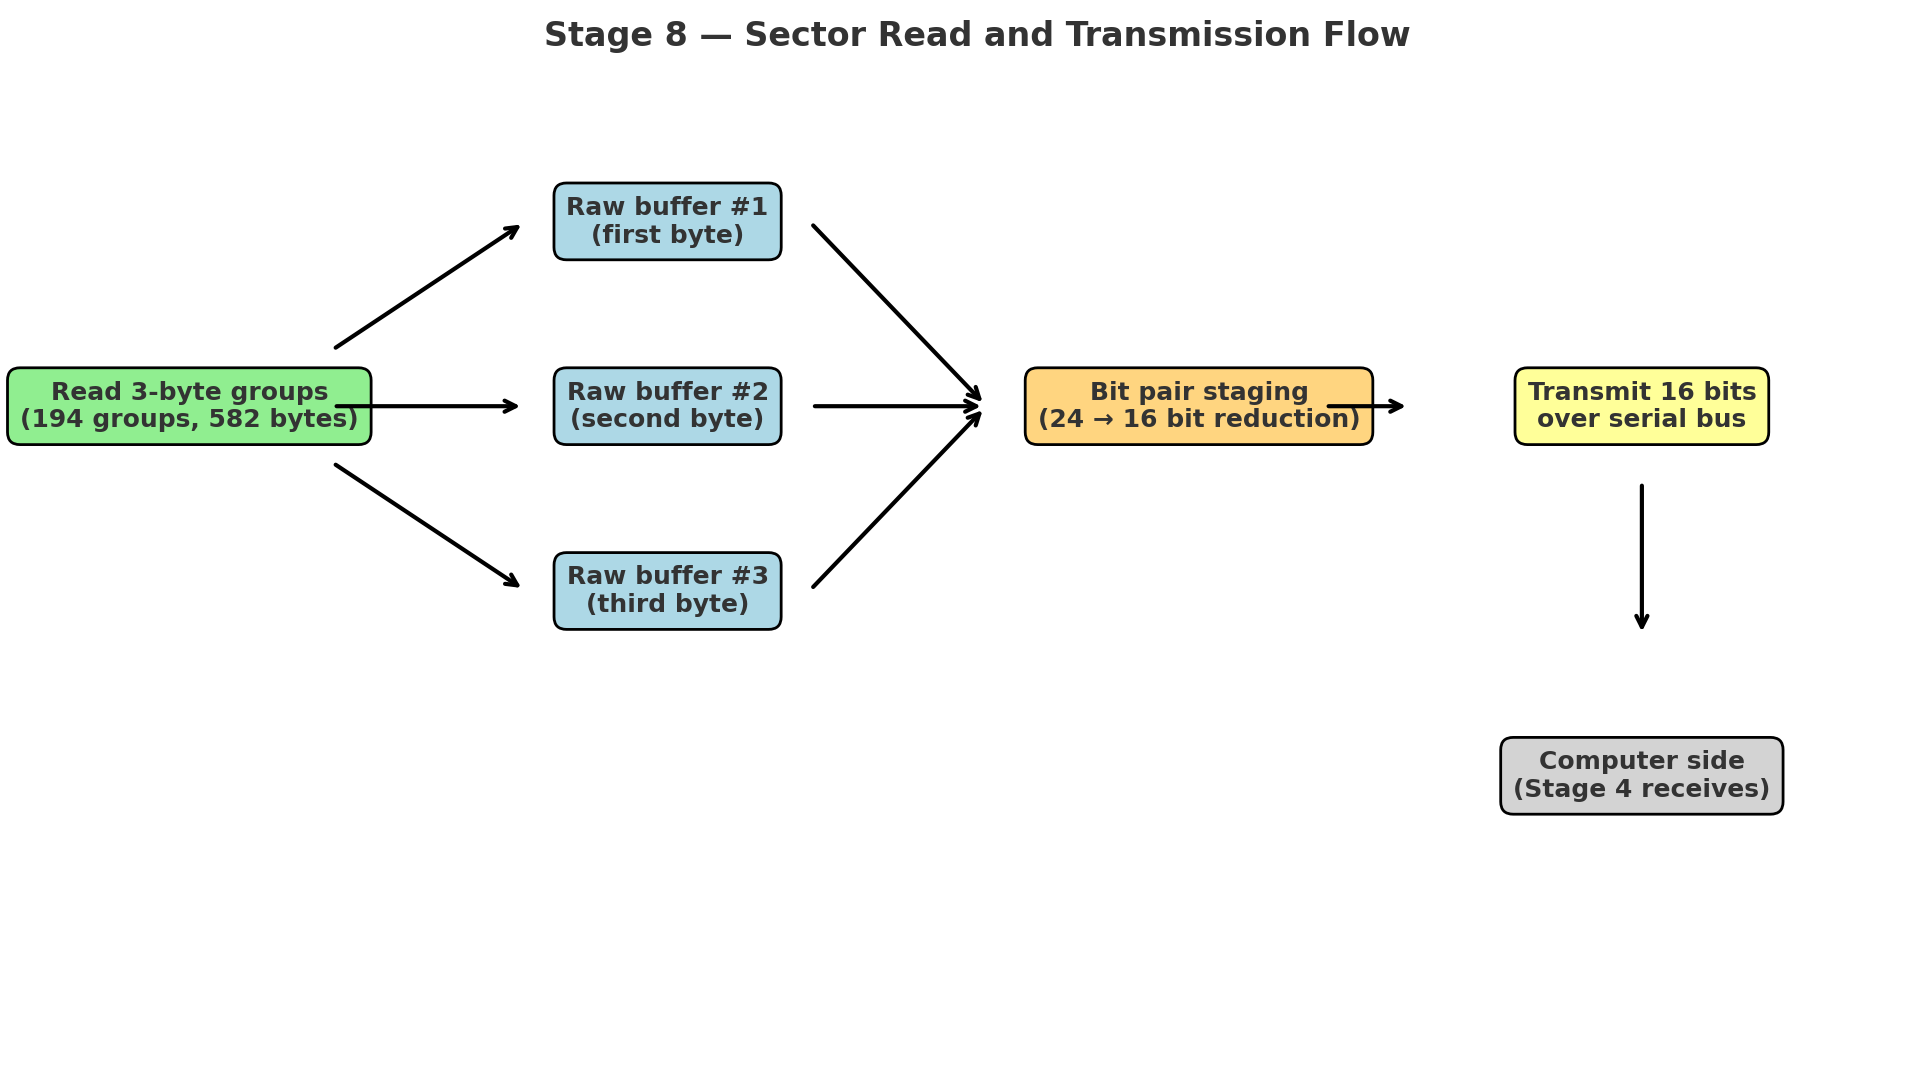 Stage 8 — Sector Read and Transmission Flow
Raw buffer #1
(first byte)
Read 3-byte groups
(194 groups, 582 bytes)
Raw buffer #2
(second byte)
Bit pair staging
(24 → 16 bit reduction)
Transmit 16 bits
over serial bus
Raw buffer #3
(third byte)
Computer side
(Stage 4 receives)